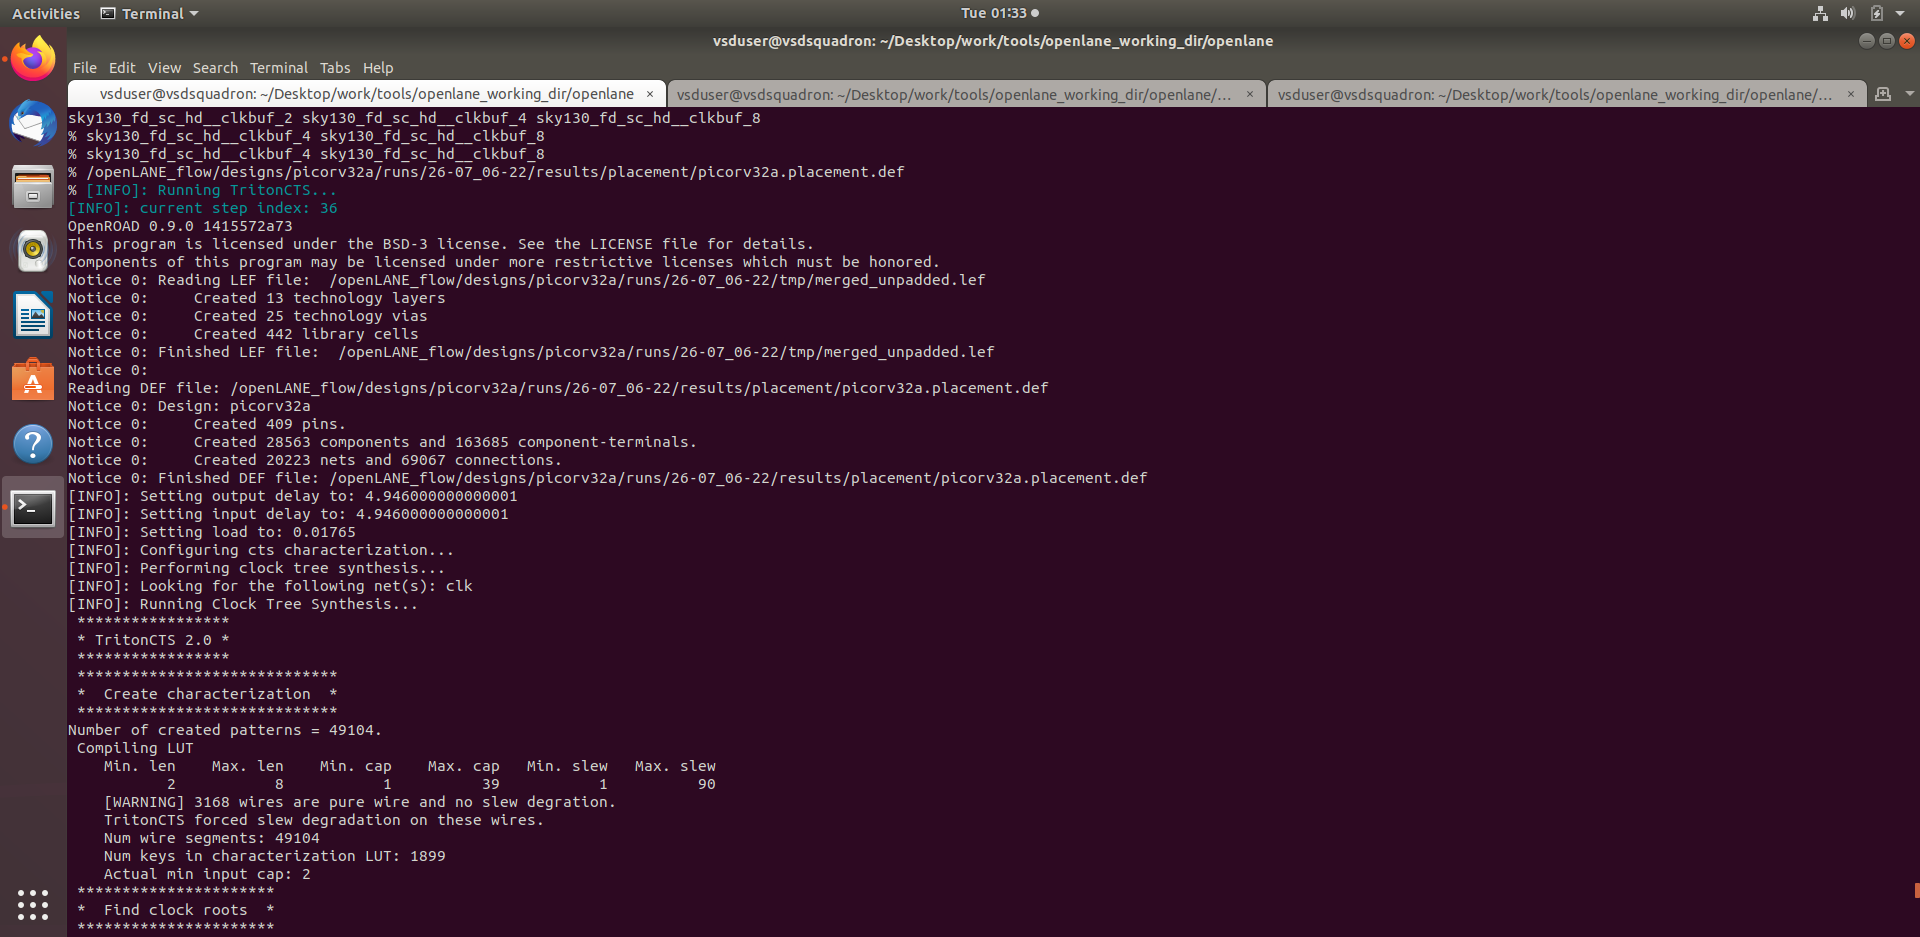 Activities Terminal Tue 01:33
vsduser@vsdsquadron: ~/Desktop/work/tools/openlane_working_dir/openlane
File Edit View Search Terminal Tabs Help
vsduser@vsdsquadron: ~/Desktop/work/tools/openlane_working_dir/openlane × vsduser@vsdsquadron: ~/Desktop/work/tools/openlane_working_dir/openlane/... × vsduser@vsdsquadron: ~/Desktop/work/tools/openlane_working_dir/openlane/... ×
sky130_fd_sc_hd__clkbuf_2 sky130_fd_sc_hd__clkbuf_4 sky130_fd_sc_hd__clkbuf_8
% sky130_fd_sc_hd__clkbuf_4 sky130_fd_sc_hd__clkbuf_8
% sky130_fd_sc_hd__clkbuf_4 sky130_fd_sc_hd__clkbuf_8
% /openLANE_flow/designs/picorv32a/runs/26-07_06-22/results/placement/picorv32a.placement.def
% [INFO]: Running TritonCTS...
[INFO]: current step index: 36
OpenROAD 0.9.0 1415572a73
This program is licensed under the BSD-3 license. See the LICENSE file for details.
Components of this program may be licensed under more restrictive licenses which must be honored.
Notice 0: Reading LEF file:  /openLANE_flow/designs/picorv32a/runs/26-07_06-22/tmp/merged_unpadded.lef
Notice 0:     Created 13 technology layers
Notice 0:     Created 25 technology vias
Notice 0:     Created 442 library cells
Notice 0: Finished LEF file:  /openLANE_flow/designs/picorv32a/runs/26-07_06-22/tmp/merged_unpadded.lef
Notice 0:
Reading DEF file: /openLANE_flow/designs/picorv32a/runs/26-07_06-22/results/placement/picorv32a.placement.def
Notice 0: Design: picorv32a
Notice 0:     Created 409 pins.
Notice 0:     Created 28563 components and 163685 component-terminals.
Notice 0:     Created 20223 nets and 69067 connections.
Notice 0: Finished DEF file: /openLANE_flow/designs/picorv32a/runs/26-07_06-22/results/placement/picorv32a.placement.def
[INFO]: Setting output delay to: 4.946000000000001
[INFO]: Setting input delay to: 4.946000000000001
[INFO]: Setting load to: 0.01765
[INFO]: Configuring cts characterization...
[INFO]: Performing clock tree synthesis...
[INFO]: Looking for the following net(s): clk
[INFO]: Running Clock Tree Synthesis...
*****************
* TritonCTS 2.0 *
*****************
*****************************
*  Create characterization  *
*****************************
Number of created patterns = 49104.
Compiling LUT
Min. len    Max. len    Min. cap    Max. cap   Min. slew   Max. slew
2           8           1          39           1          90
[WARNING] 3168 wires are pure wire and no slew degration.
TritonCTS forced slew degradation on these wires.
Num wire segments: 49104
Num keys in characterization LUT: 1899
Actual min input cap: 2
**********************
*  Find clock roots  *
**********************